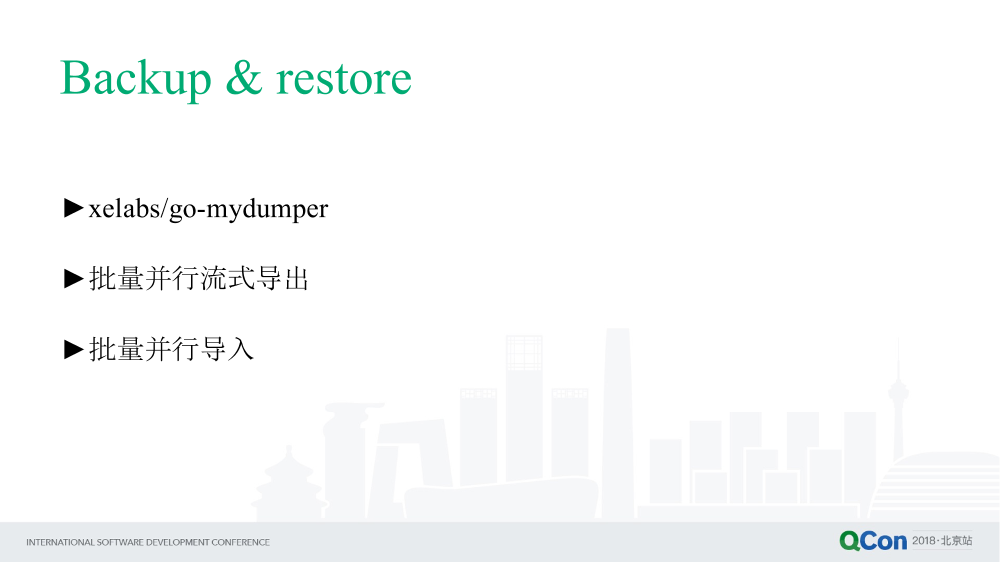 Backup & restore
►xelabs/go-mydumper
►批量并行流式导出
►批量并行导入
INTERNATIONAL SOFTWARE DEVELOPMENT CONFERENCE
QCon 2018·北京站